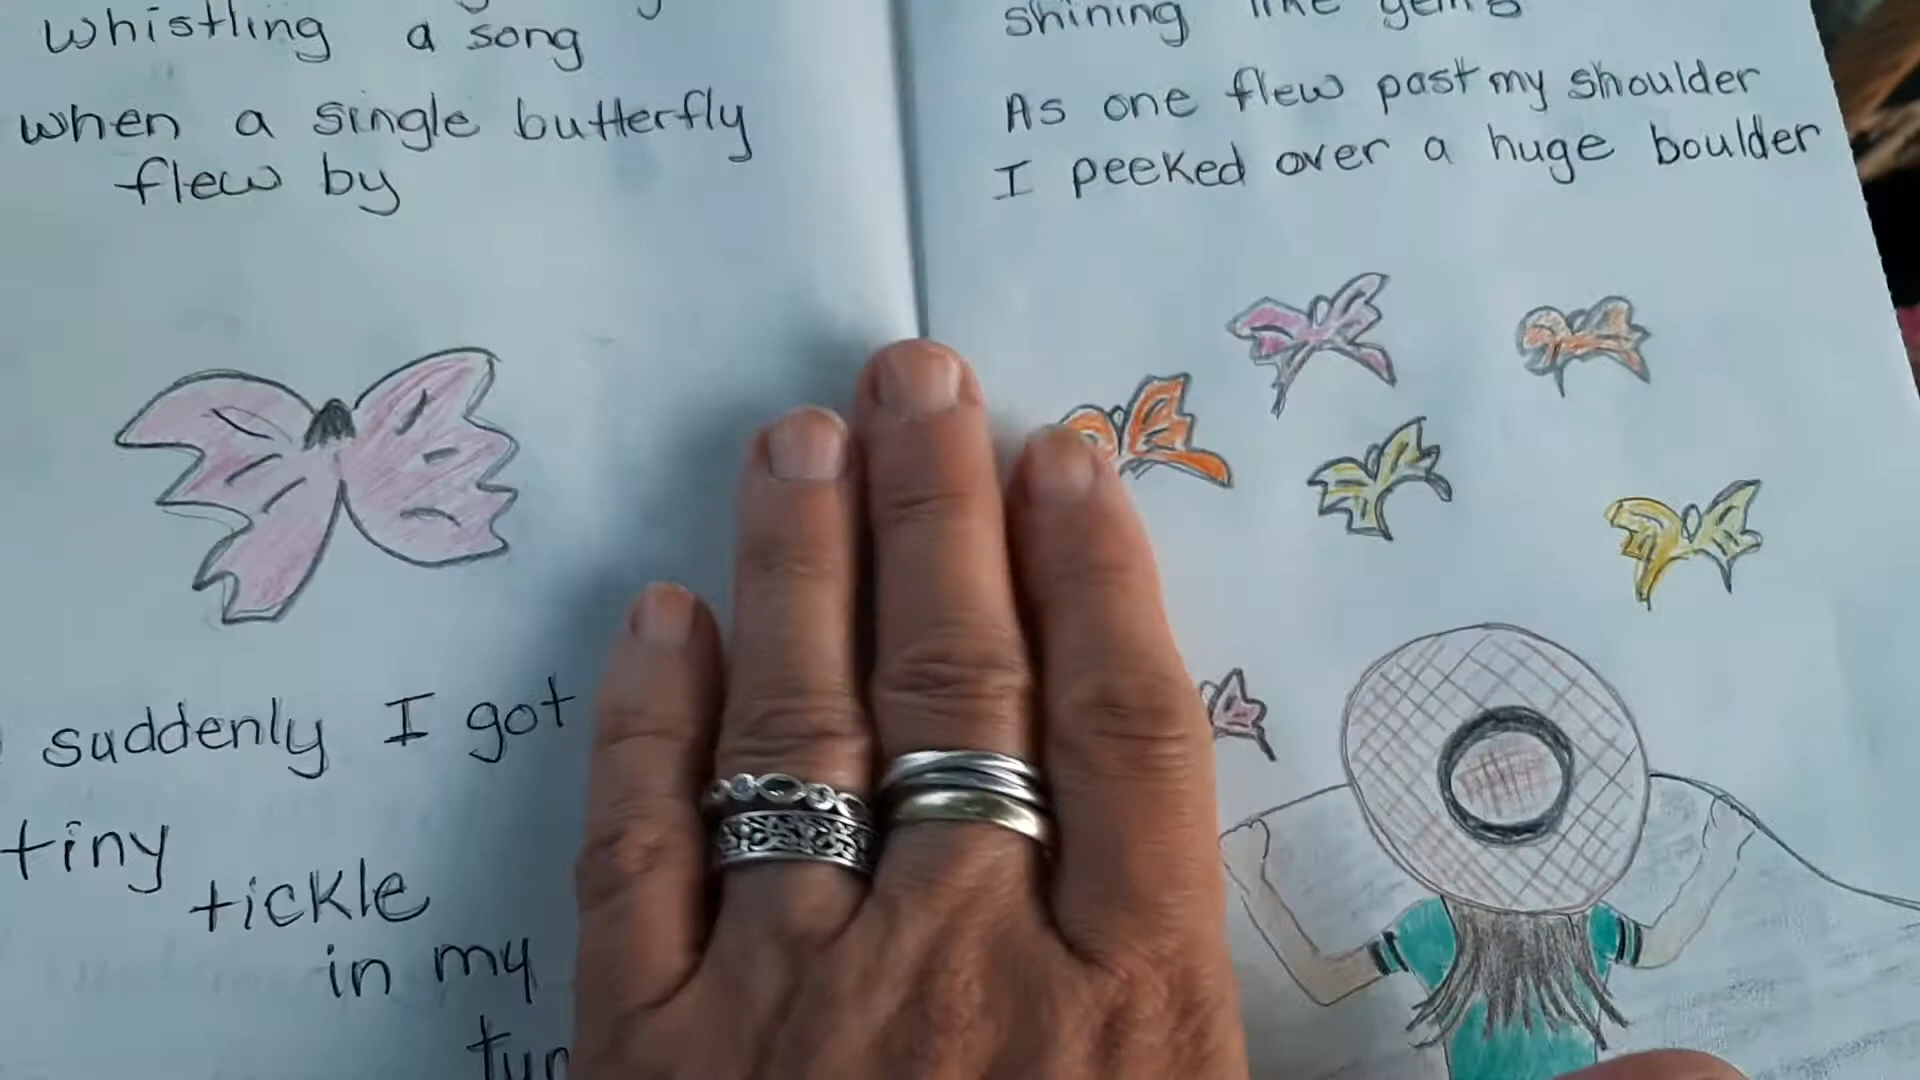 whistling a song
when a single butterfly
flew by
suddenly I got
tiny
tickle
in my
shining like gems
As one flew past my shoulder
I peeked over a huge boulder